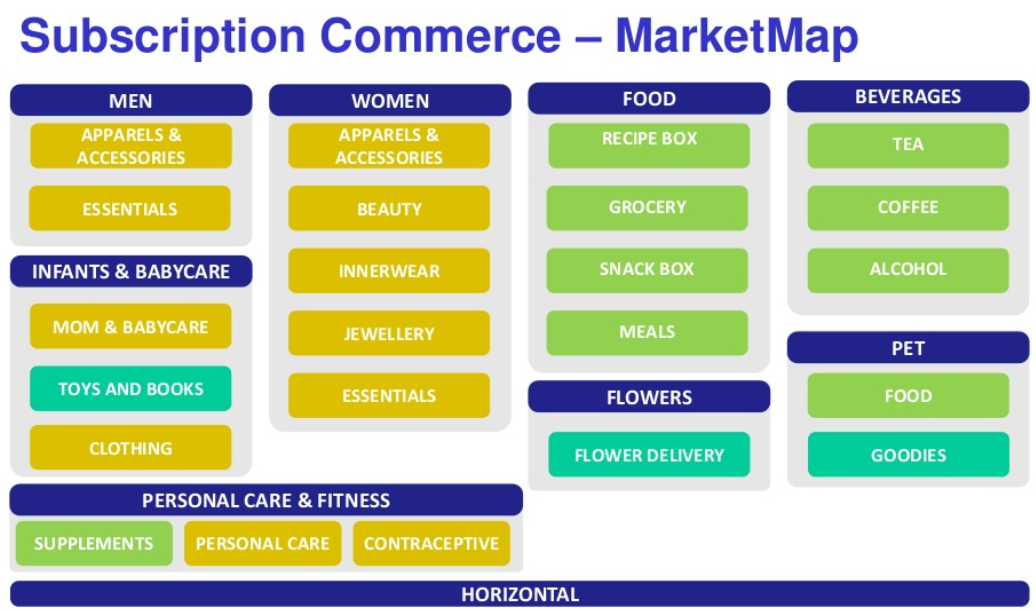 Subscription Commerce – MarketMap
MEN
APPARELS &
ACCESSORIES
ESSENTIALS
INFANTS & BABYCARE
MOM & BABYCARE
TOYS AND BOOKS
CLOTHING
WOMEN
APPARELS &
ACCESSORIES
BEAUTY
INNERWEAR
JEWELLERY
ESSENTIALS
FOOD
RECIPE BOX
GROCERY
SNACK BOX
MEALS
FLOWERS
FLOWER DELIVERY
BEVERAGES
TEA
COFFEE
ALCOHOL
PET
FOOD
GOODIES
PERSONAL CARE & FITNESS
SUPPLEMENTS
PERSONAL CARE
CONTRACEPTIVE
HORIZONTAL